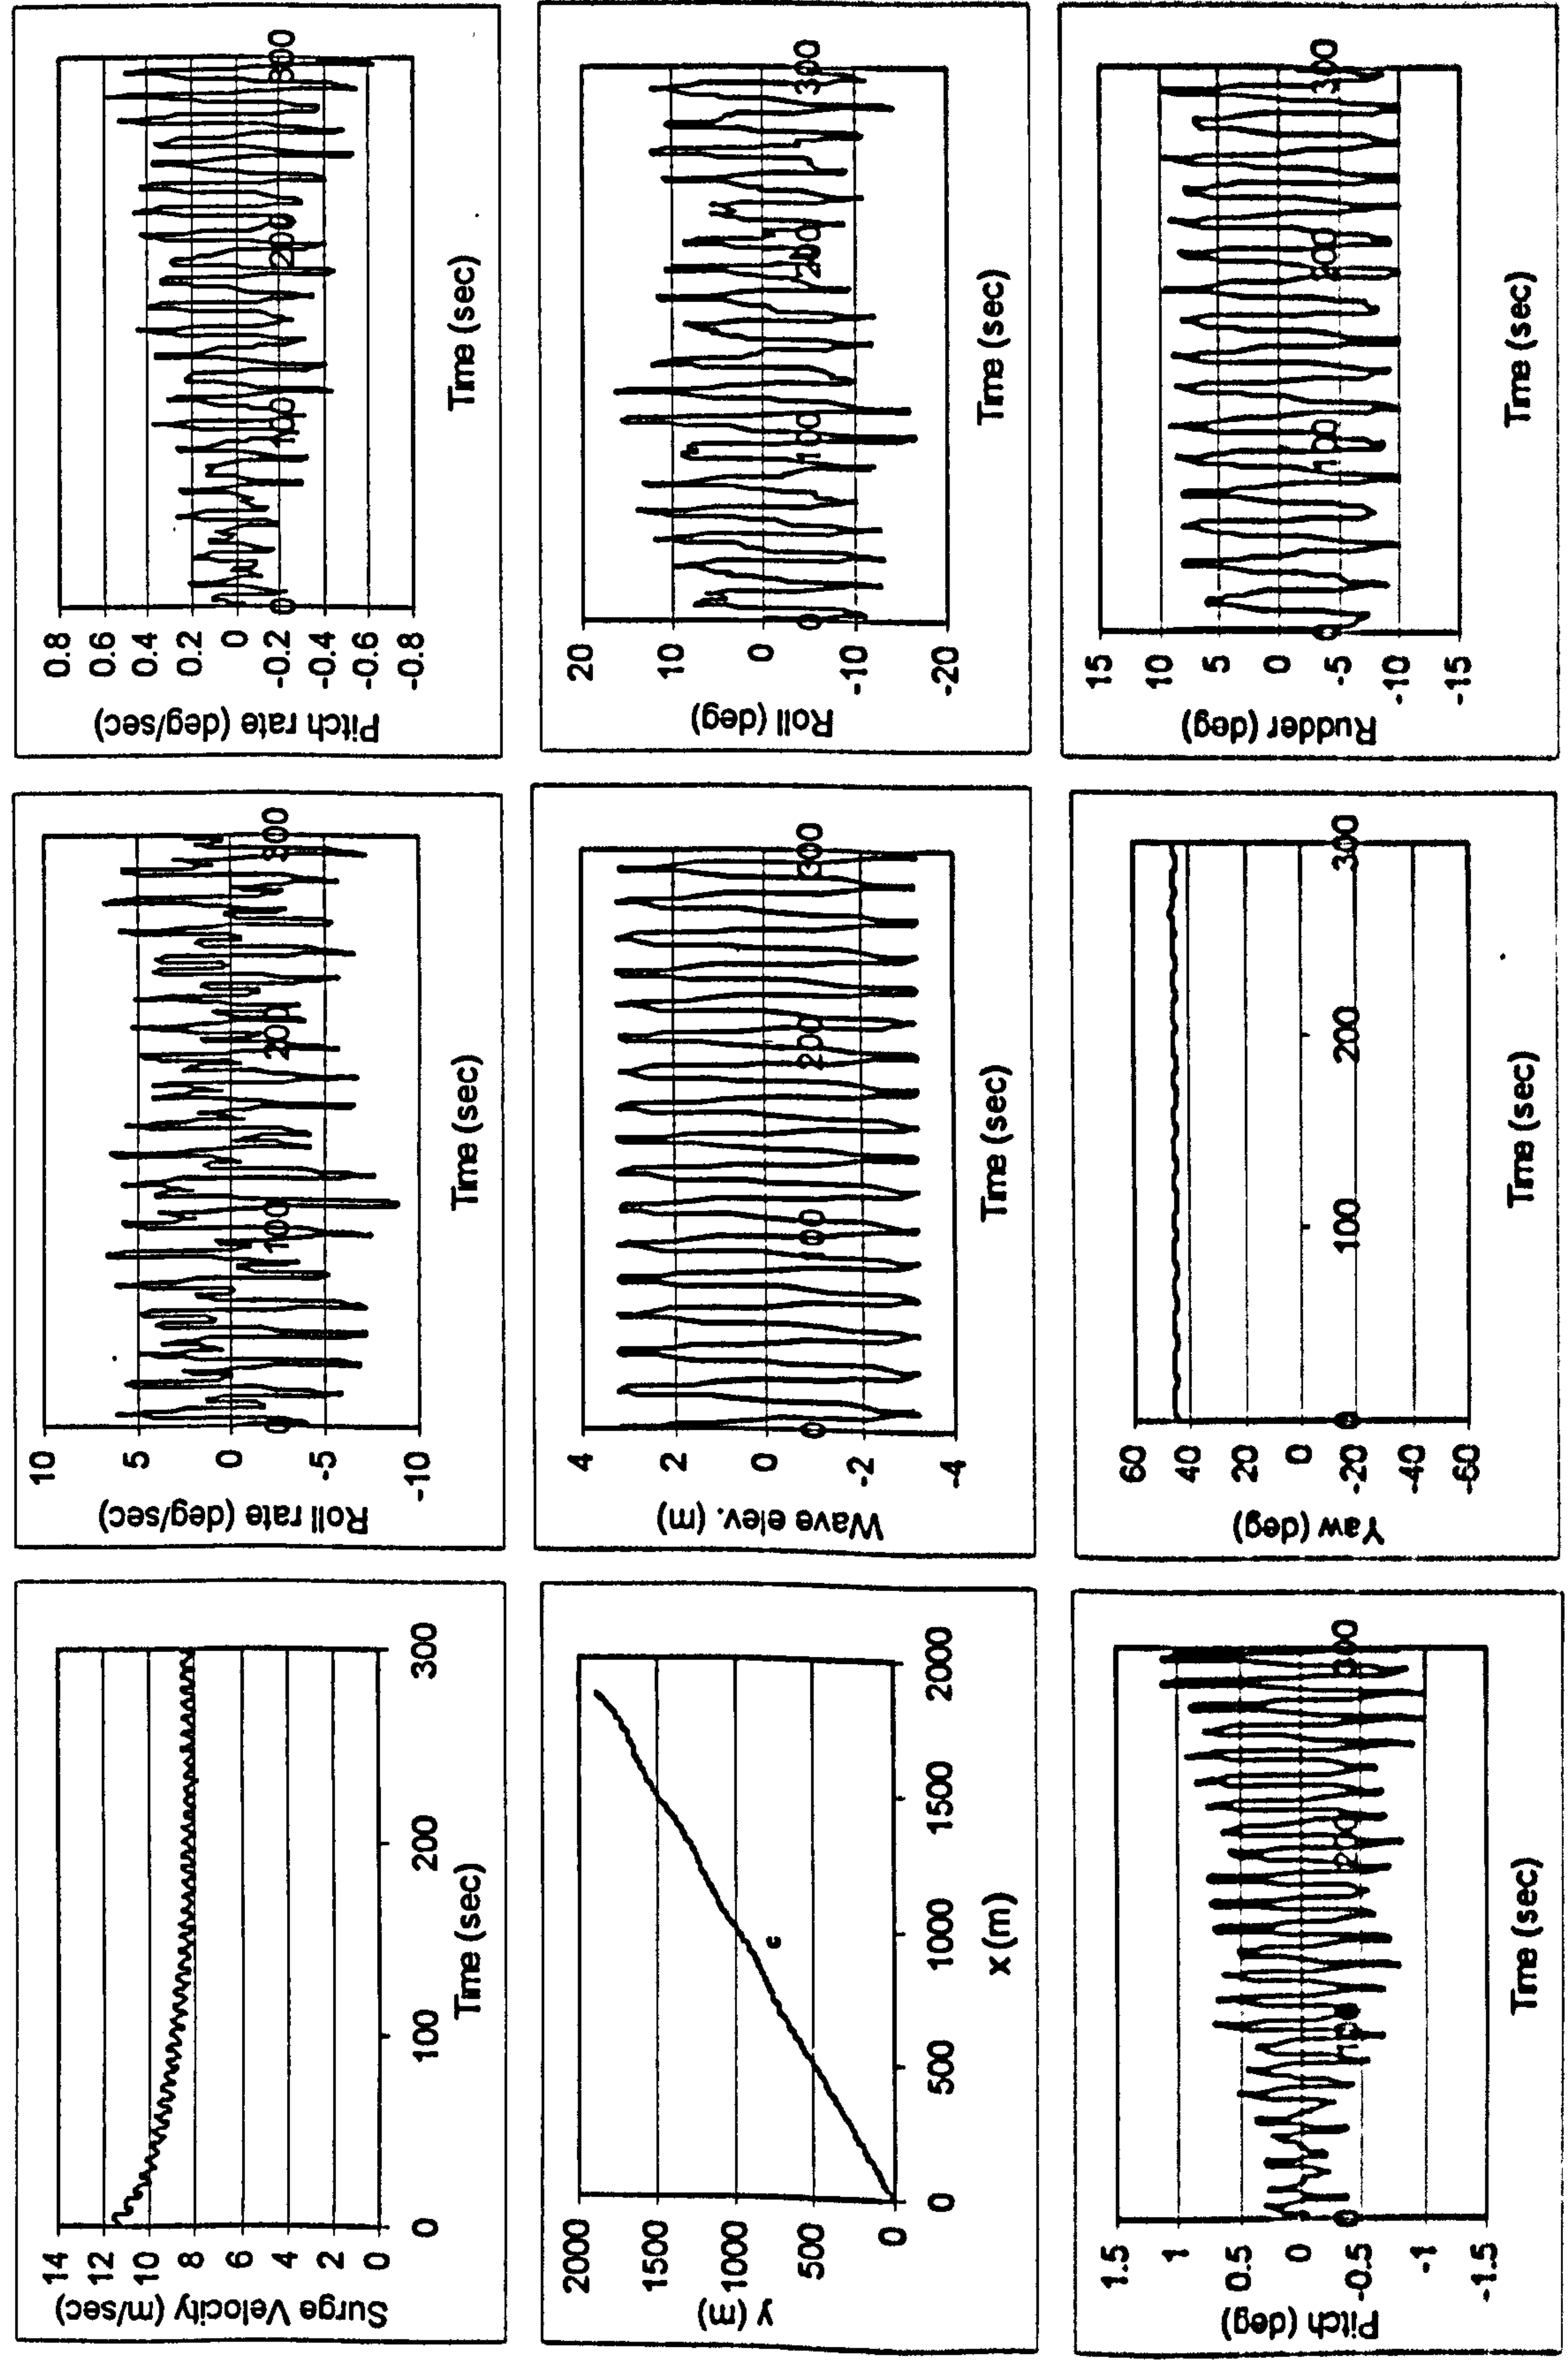 Surge Velocity (m/sec)
14
12
10
8
6
4
2
0
0 100 200 300
Time (sec)
Roll rate (deg/sec)
10
5
0
-5
-10
0 100 200 300
Time (sec)
Pitch rate (deg/sec)
0.8
0.6
0.4
0.2
0
-0.2
-0.4
-0.6
-0.8
0 100 200 300
Time (sec)
y (m)
2000
1500
1000
500
0
0 500 1000 1500 2000
x (m)
c
Wave elev. (m)
4
2
0
-2
-4
0 100 200 300
Time (sec)
Roll (deg)
20
10
0
-10
-20
0 100 200 300
Time (sec)
Pitch (deg)
1.5
1
0.5
0
-0.5
-1
-1.5
0 100 200 300
Time (sec)
Yaw (deg)
60
40
20
0
-20
-40
-60
0 100 200 300
Time (sec)
Rudder (deg)
15
10
5
0
-5
-10
-15
0 100 200 300
Time (sec)